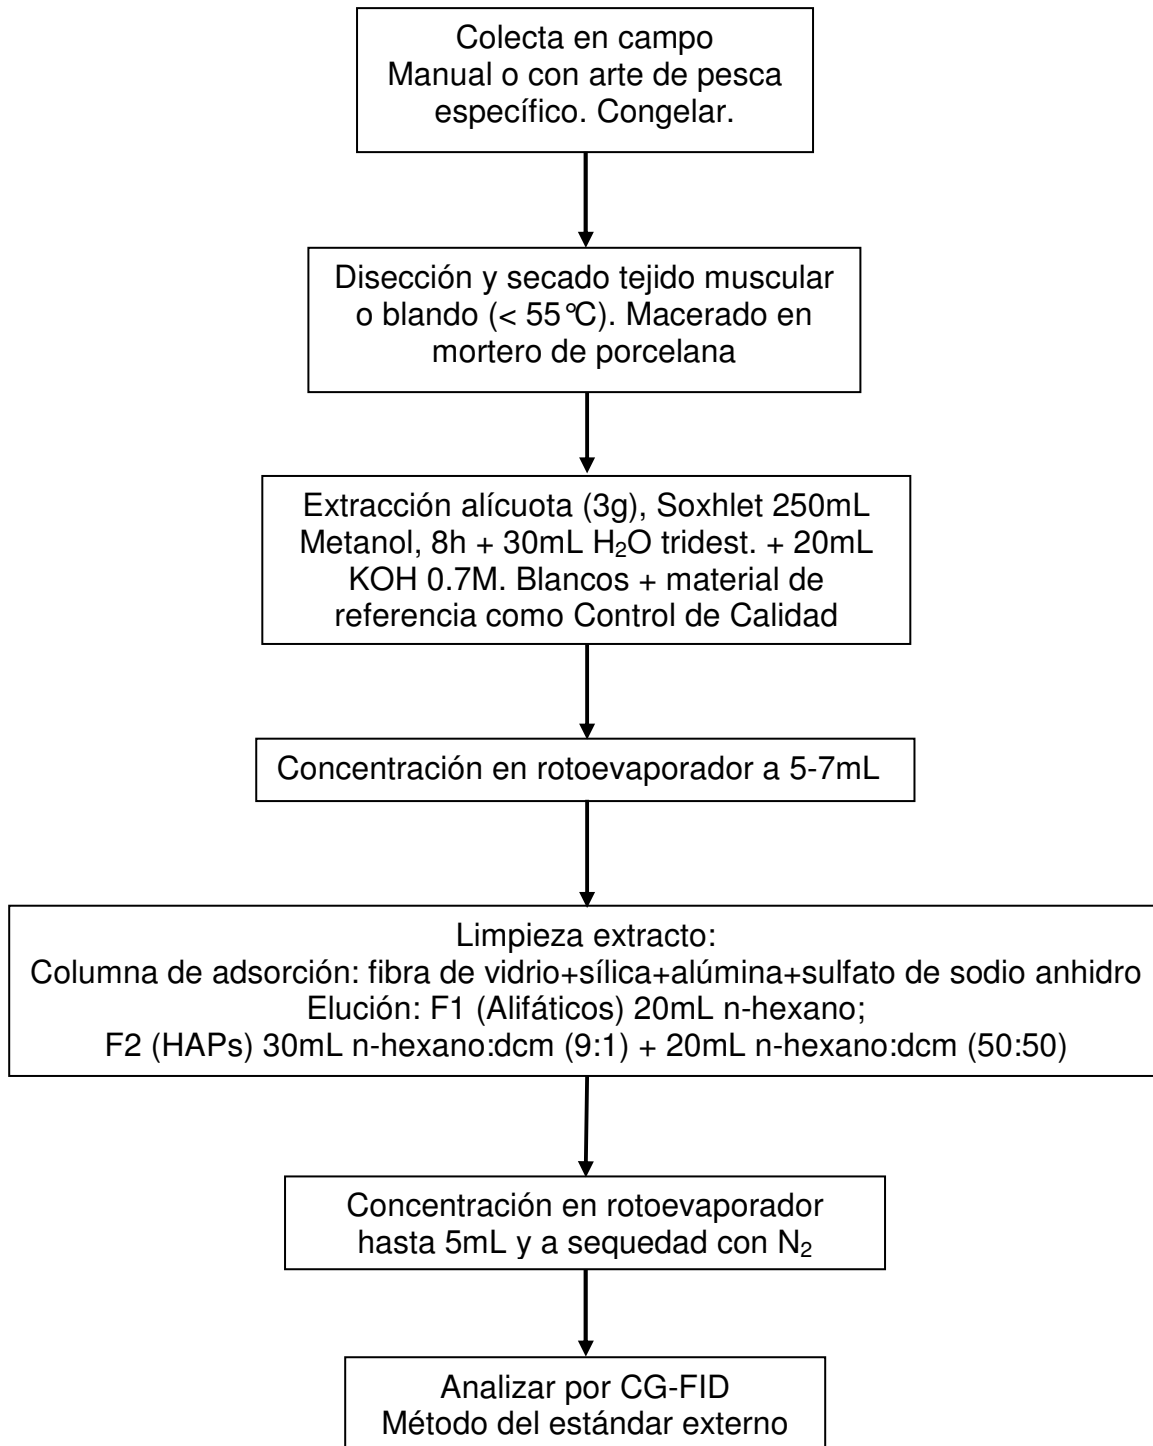 Colecta en campo
Manual o con arte de pesca
específico. Congelar.
Disección y secado tejido muscular
o blando (< 55°C). Macerado en
mortero de porcelana
Extracción alícuota (3g), Soxhlet 250mL
Metanol, 8h + 30mL H₂O tridest. + 20mL
KOH 0.7M. Blancos + material de
referencia como Control de Calidad
Concentración en rotoevaporador a 5-7mL
Limpieza extracto:
Columna de adsorción: fibra de vidrio+sílica+alúmina+sulfato de sodio anhidro
Elución: F1 (Alifáticos) 20mL n-hexano;
F2 (HAPs) 30mL n-hexano:dcm (9:1) + 20mL n-hexano:dcm (50:50)
Concentración en rotoevaporador
hasta 5mL y a sequedad con N₂
Analizar por CG-FID
Método del estándar externo